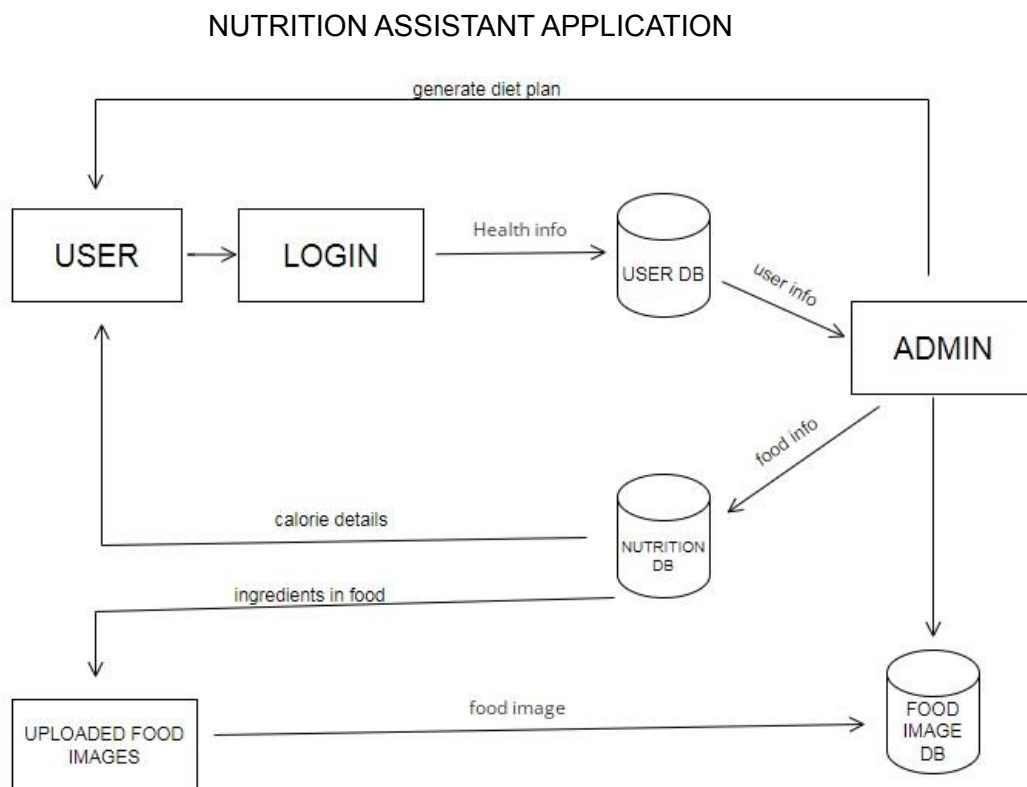 NUTRITION ASSISTANT APPLICATION
generate diet plan
USER
LOGIN
Health info
USER DB
user info
ADMIN
food info
calorie details
NUTRITION
DB
ingredients in food
UPLOADED FOOD
IMAGES
food image
FOOD
IMAGE
DB